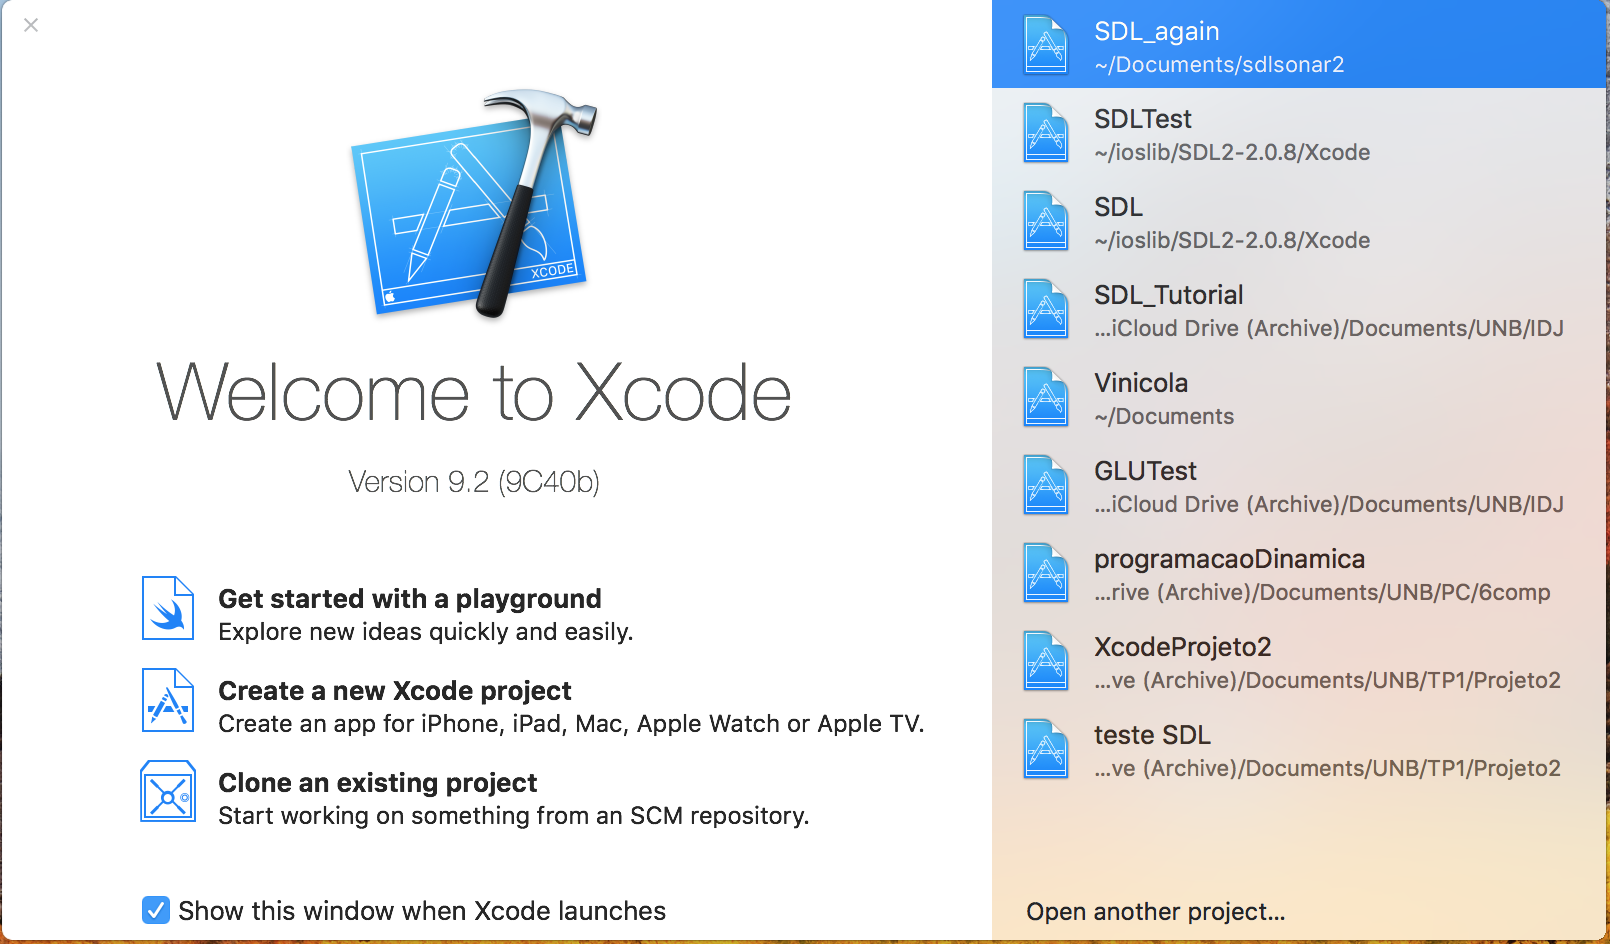 XCODE
Welcome to Xcode
Version 9.2 (9C40b)
Get started with a playground
Explore new ideas quickly and easily.
Create a new Xcode project
Create an app for iPhone, iPad, Mac, Apple Watch or Apple TV.
Clone an existing project
Start working on something from an SCM repository.
Show this window when Xcode launches
SDL_again
~/Documents/sdlsonar2
SDLTest
~/ioslib/SDL2-2.0.8/Xcode
SDL
~/ioslib/SDL2-2.0.8/Xcode
SDL_Tutorial
...iCloud Drive (Archive)/Documents/UNB/IDJ
Vinicola
~/Documents
GLUTest
...iCloud Drive (Archive)/Documents/UNB/IDJ
programacaoDinamica
...rive (Archive)/Documents/UNB/PC/6comp
XcodeProjeto2
...ve (Archive)/Documents/UNB/TP1/Projeto2
teste SDL
...ve (Archive)/Documents/UNB/TP1/Projeto2
Open another project...